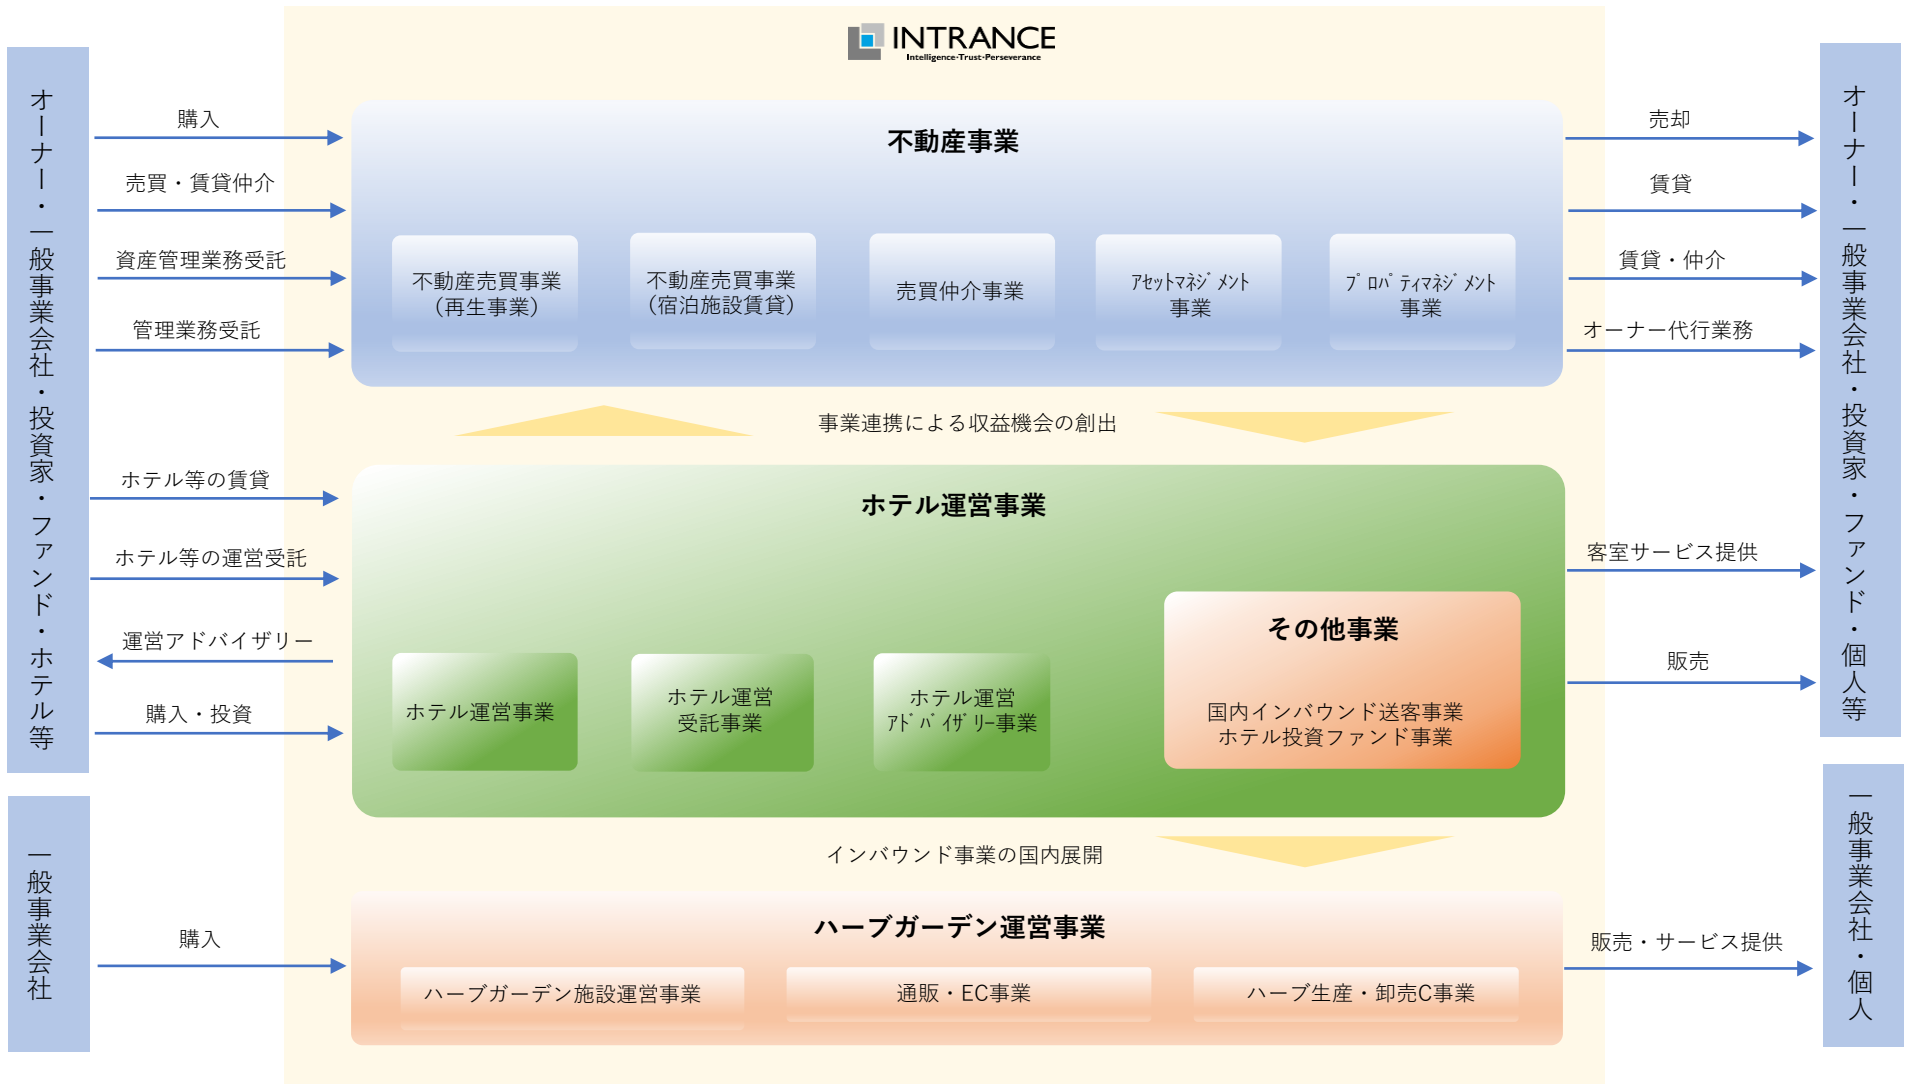 INTRANCE
Intelligence・Trust・Perseverance
オーナー・一般事業会社・投資家・ファンド・ホテル等
購入
売買・賃貸仲介
資産管理業務受託
管理業務受託
不動産事業
不動産売買事業
（再生事業）
不動産売買事業
（宿泊施設賃貸）
売買仲介事業
ｱｾｯﾄﾏﾈｼﾞﾒﾝﾄ
事業
ﾌﾟﾛﾊﾟﾃｨﾏﾈｼﾞﾒﾝﾄ
事業
売却
賃貸
賃貸・仲介
オーナー代行業務
オーナー・一般事業会社・投資家・ファンド・個人等
事業連携による収益機会の創出
ホテル等の賃貸
ホテル等の運営受託
運営アドバイザリー
購入・投資
ホテル運営事業
ホテル運営事業
ホテル運営
受託事業
ホテル運営
ｱﾄﾞﾊﾞｲｻﾞﾘｰ事業
その他事業
国内インバウンド送客事業
ホテル投資ファンド事業
客室サービス提供
販売
インバウンド事業の国内展開
一般事業会社
購入
ハーブガーデン運営事業
ハーブガーデン施設運営事業
通販・EC事業
ハーブ生産・卸売C事業
販売・サービス提供
一般事業会社・個人